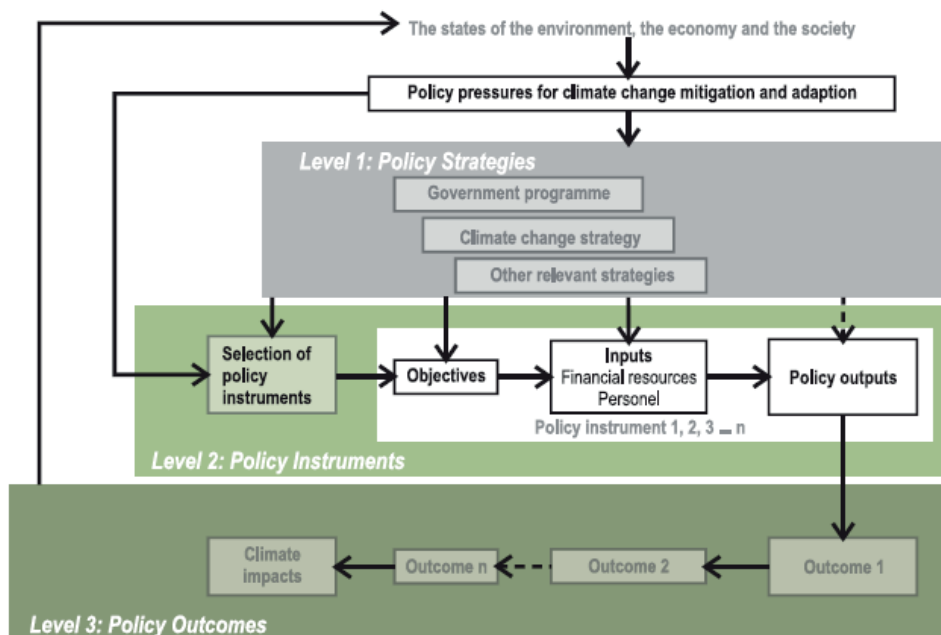 The states of the environment, the economy and the society
Policy pressures for climate change mitigation and adaption
Level 1: Policy Strategies
Government programme
Climate change strategy
Other relevant strategies
Selection of
policy
instruments
Objectives
Inputs
Financial resources
Personel
Policy outputs
Policy instrument 1, 2, 3 ... n
Level 2: Policy Instruments
Climate
impacts
Outcome n
Outcome 2
Outcome 1
Level 3: Policy Outcomes